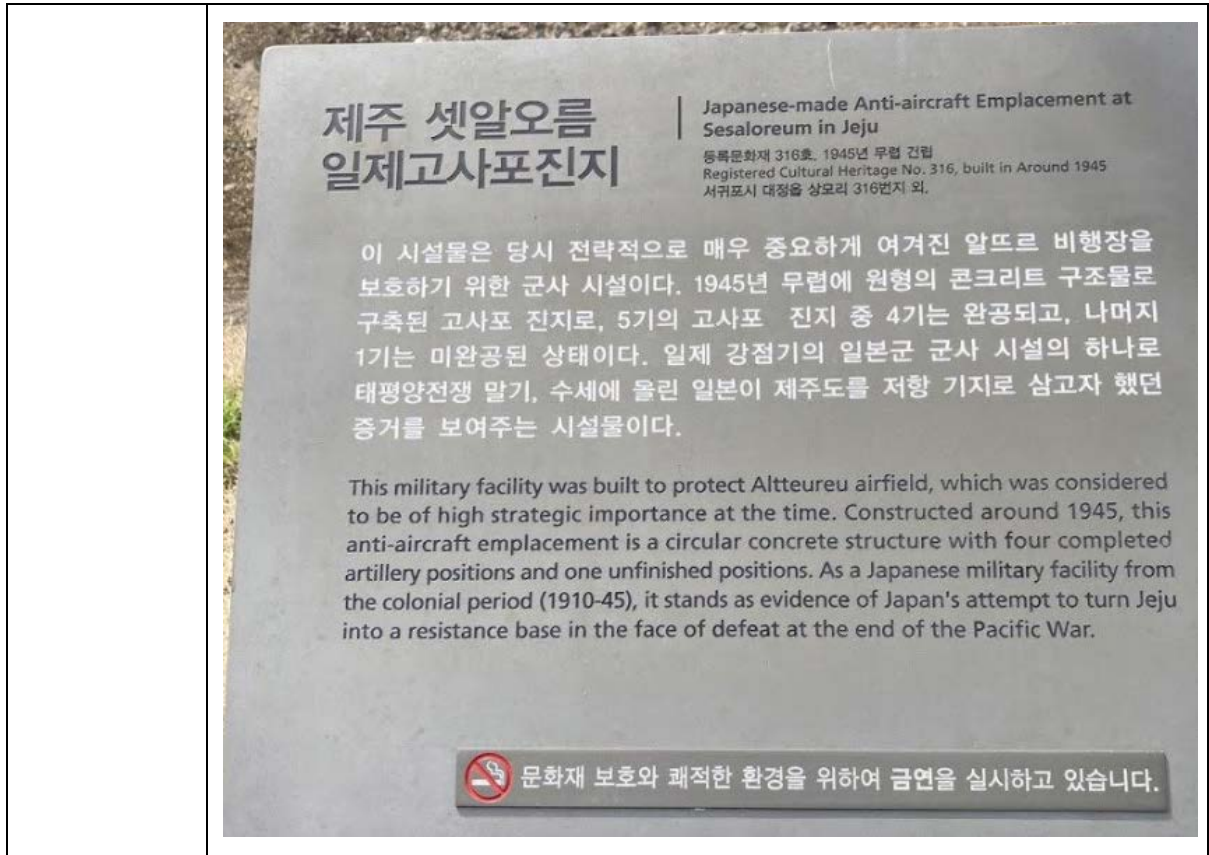 제주 셋알오름
일제고사포진지
Japanese-made Anti-aircraft Emplacement at
Sesaloreum in Jeju
등록문화재 316호, 1945년 무렵 건립
Registered Cultural Heritage No. 316, built in Around 1945
서귀포시 대정읍 상모리 316번지 외.
이 시설물은 당시 전략적으로 매우 중요하게 여겨진 알뜨르 비행장을
보호하기 위한 군사 시설이다. 1945년 무렵에 원형의 콘크리트 구조물로
구축된 고사포 진지로, 5기의 고사포 진지 중 4기는 완공되고, 나머지
1기는 미완공된 상태이다. 일제 강점기의 일본군 군사 시설의 하나로
태평양전쟁 말기, 수세에 몰린 일본이 제주도를 저항 기지로 삼고자 했던
증거를 보여주는 시설물이다.
This military facility was built to protect Altteureu airfield, which was considered
to be of high strategic importance at the time. Constructed around 1945, this
anti-aircraft emplacement is a circular concrete structure with four completed
artillery positions and one unfinished positions. As a Japanese military facility from
the colonial period (1910-45), it stands as evidence of Japan's attempt to turn Jeju
into a resistance base in the face of defeat at the end of the Pacific War.
문화재 보호와 쾌적한 환경을 위하여 금연을 실시하고 있습니다.